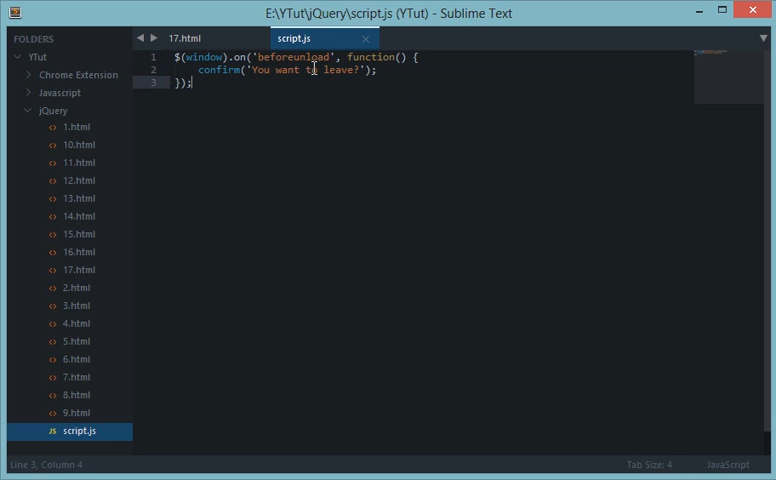 E:\YTut\jQuery\script.js (YTut) - Sublime Text
FOLDERS
YTut
Chrome Extension
Javascript
jQuery
1.html
10.html
11.html
12.html
13.html
14.html
15.html
16.html
17.html
2.html
3.html
4.html
5.html
6.html
7.html
8.html
9.html
JS script.js
17.html
script.js
1 $(window).on('beforeunload', function() {
2 confirm('You want to leave?');
3 });
Line 3, Column 4
Tab Size: 4
JavaScript